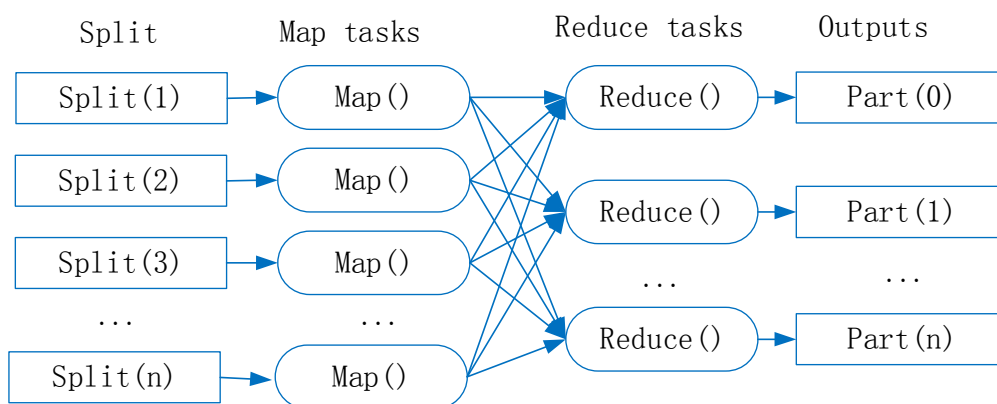 Split Map tasks Reduce tasks Outputs
Split(1) Map() Reduce() Part(0)
Split(2) Map() Reduce() Part(1)
Split(3) Map() ... ...
... ... Reduce() Part(n)
Split(n) Map()